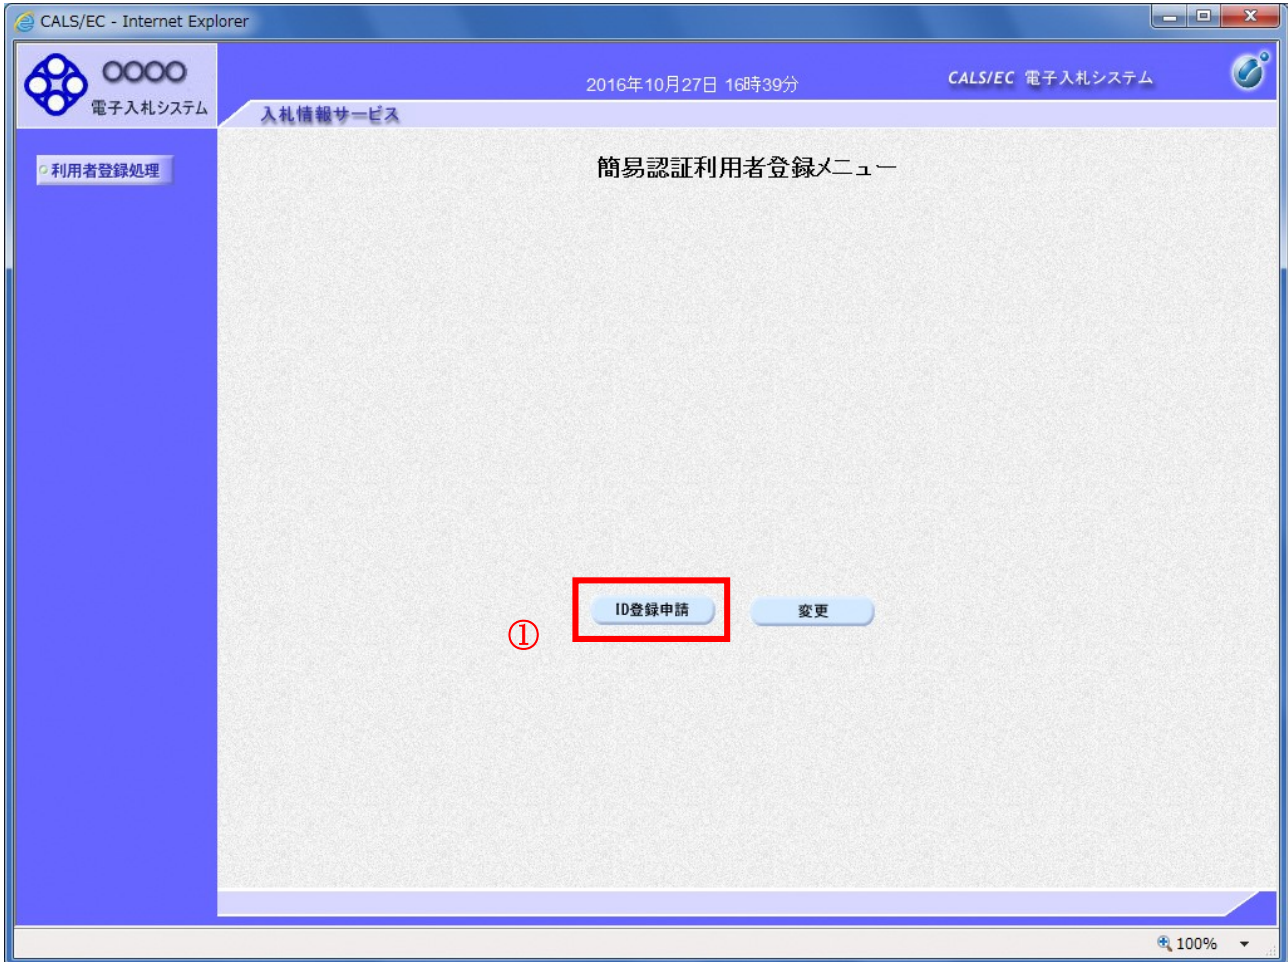 CALS/EC - Internet Explorer
○○○○
電子入札システム
2016年10月27日 16時39分
CALS/EC 電子入札システム
入札情報サービス
利用者登録処理
簡易認証利用者登録メニュー
①
ID登録申請
変更
100%